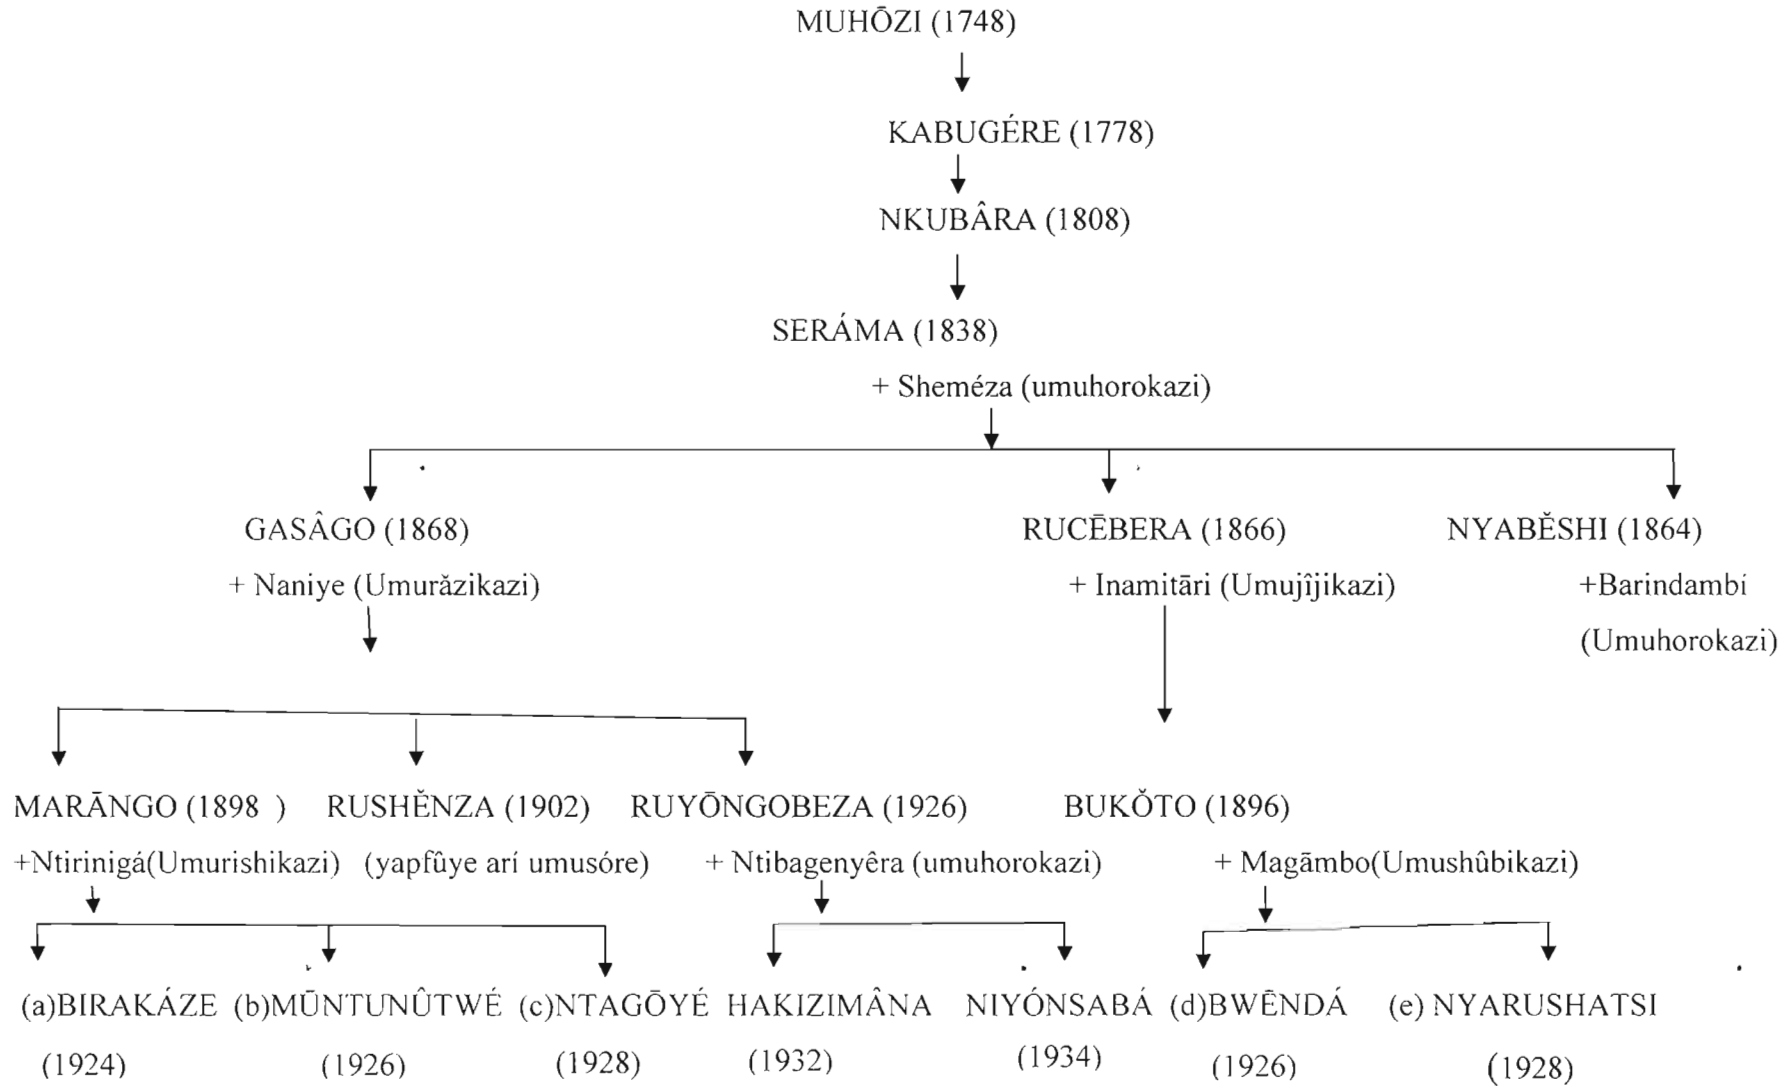 MUHŌZI (1748)
KABUGÉRE (1778)
NKUBÂRA (1808)
SERÁMA (1838)
+ Sheméza (umuhorokazi)
GASÂGO (1868) RUCĒBERA (1866) NYABĚSHI (1864)
+ Naniye (Umurăzikazi) + Inamitāri (Umujîjikazi) +Barindambí
(Umuhorokazi)
MARĀNGO (1898 ) RUSHĚNZA (1902) RUYŌNGOBEZA (1926) BUKǑTO (1896)
+Ntirinigá(Umurishikazi) (yapfûye arí umusóre) + Ntibagenyêra (umuhorokazi) + Magāmbo(Umushûbikazi)
(a)BIRAKÁZE (b)MŪNTUNÛTWÉ (c)NTAGŌYÉ HAKIZIMÂNA NIYÓNSABÁ (d)BWĒNDÁ (e) NYARUSHATSI
(1924) (1926) (1928) (1932) (1934) (1926) (1928)